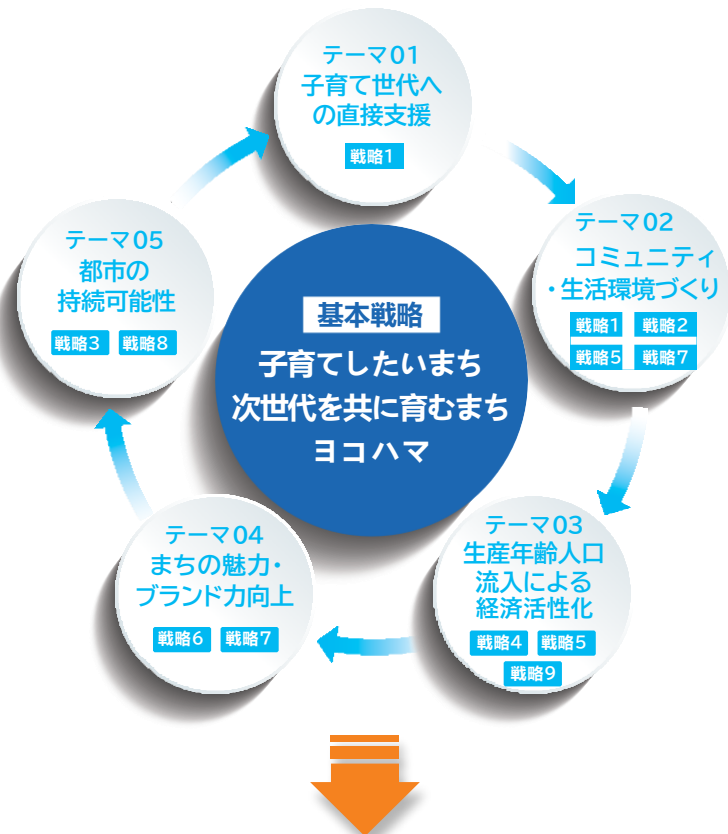 テーマ01
子育て世代へ
の直接支援
戦略1
テーマ02
コミュニティ
・生活環境づくり
戦略1 戦略2
戦略5 戦略7
テーマ03
生産年齢人口
流入による
経済活性化
戦略4 戦略5
戦略9
テーマ04
まちの魅力・
ブランド力向上
戦略6 戦略7
テーマ05
都市の
持続可能性
戦略3 戦略8
基本戦略
子育てしたいまち
次世代を共に育むまち
ヨコハマ